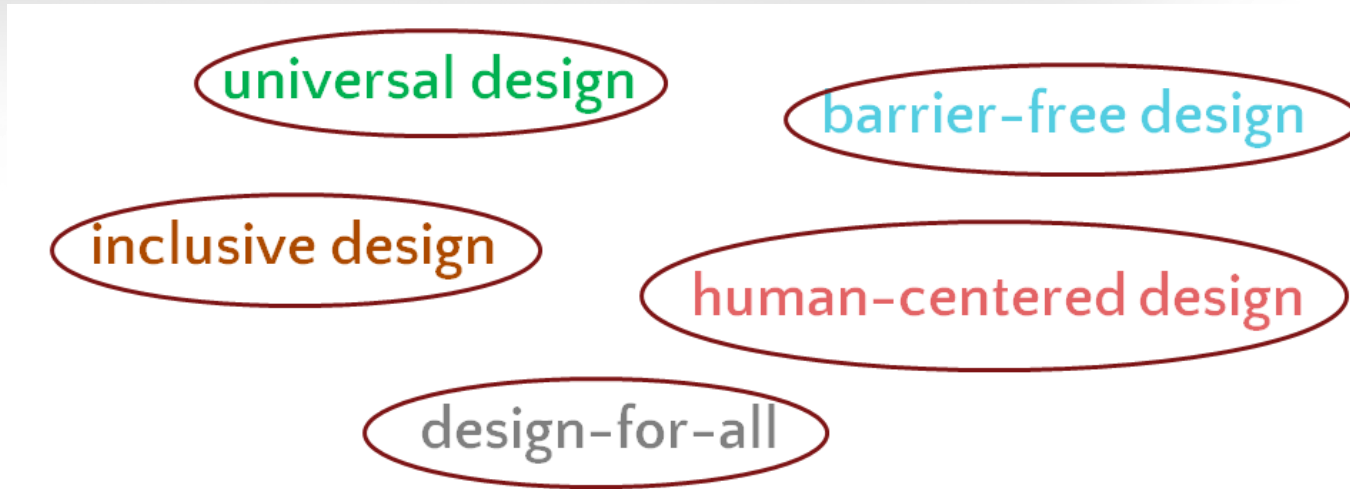 universal design
barrier-free design
inclusive design
human-centered design
design-for-all